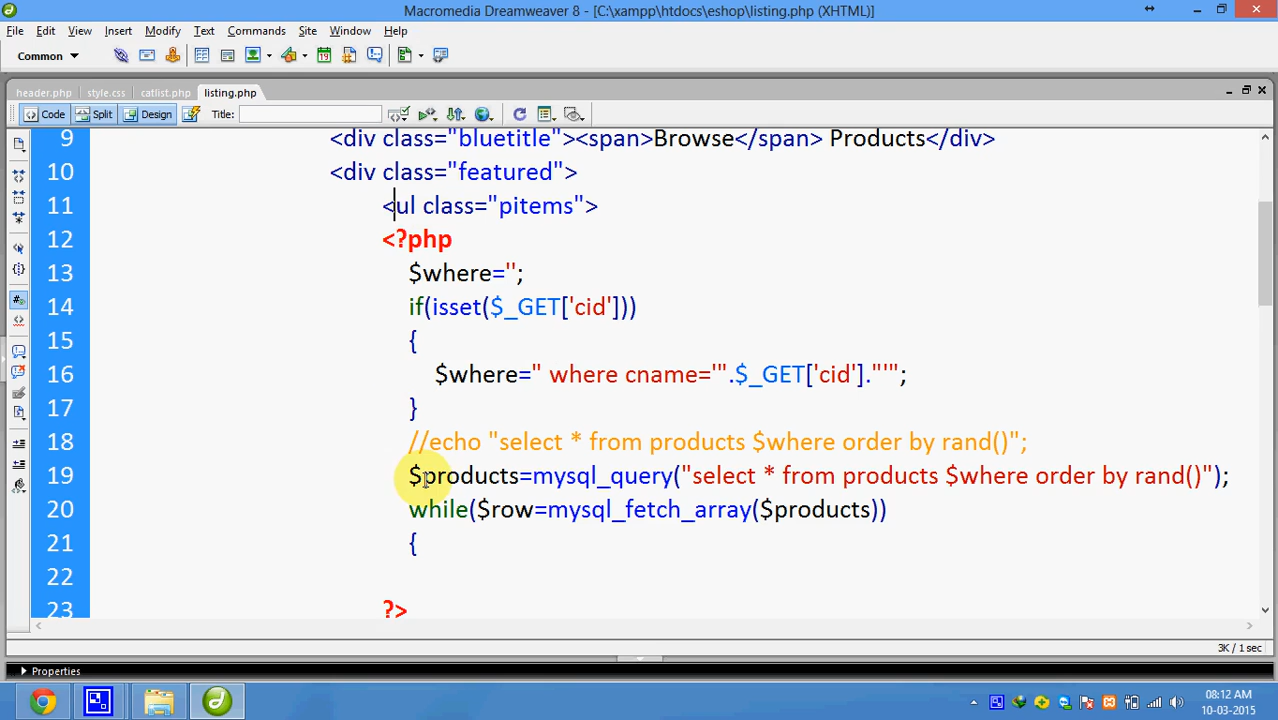 Macromedia Dreamweaver 8 - [C:\xampp\htdocs\eshop\listing.php (XHTML)]
File Edit View Insert Modify Text Commands Site Window Help
Common
header.php style.css catlist.php listing.php
Code Split Design Title:
9 <div class="bluetitle"><span>Browse</span> Products</div>
10 <div class="featured">
11 <ul class="pitems">
12 <?php
13 $where='';
14 if(isset($_GET['cid']))
15 {
16 $where=" where cname='".$_GET['cid']."'";
17 }
18 //echo "select * from products $where order by rand()";
19 $products=mysql_query("select * from products $where order by rand()");
20 while($row=mysql_fetch_array($products))
21 {
22
23 ?>
3K / 1 sec
Properties
08:12 AM
10-03-2015